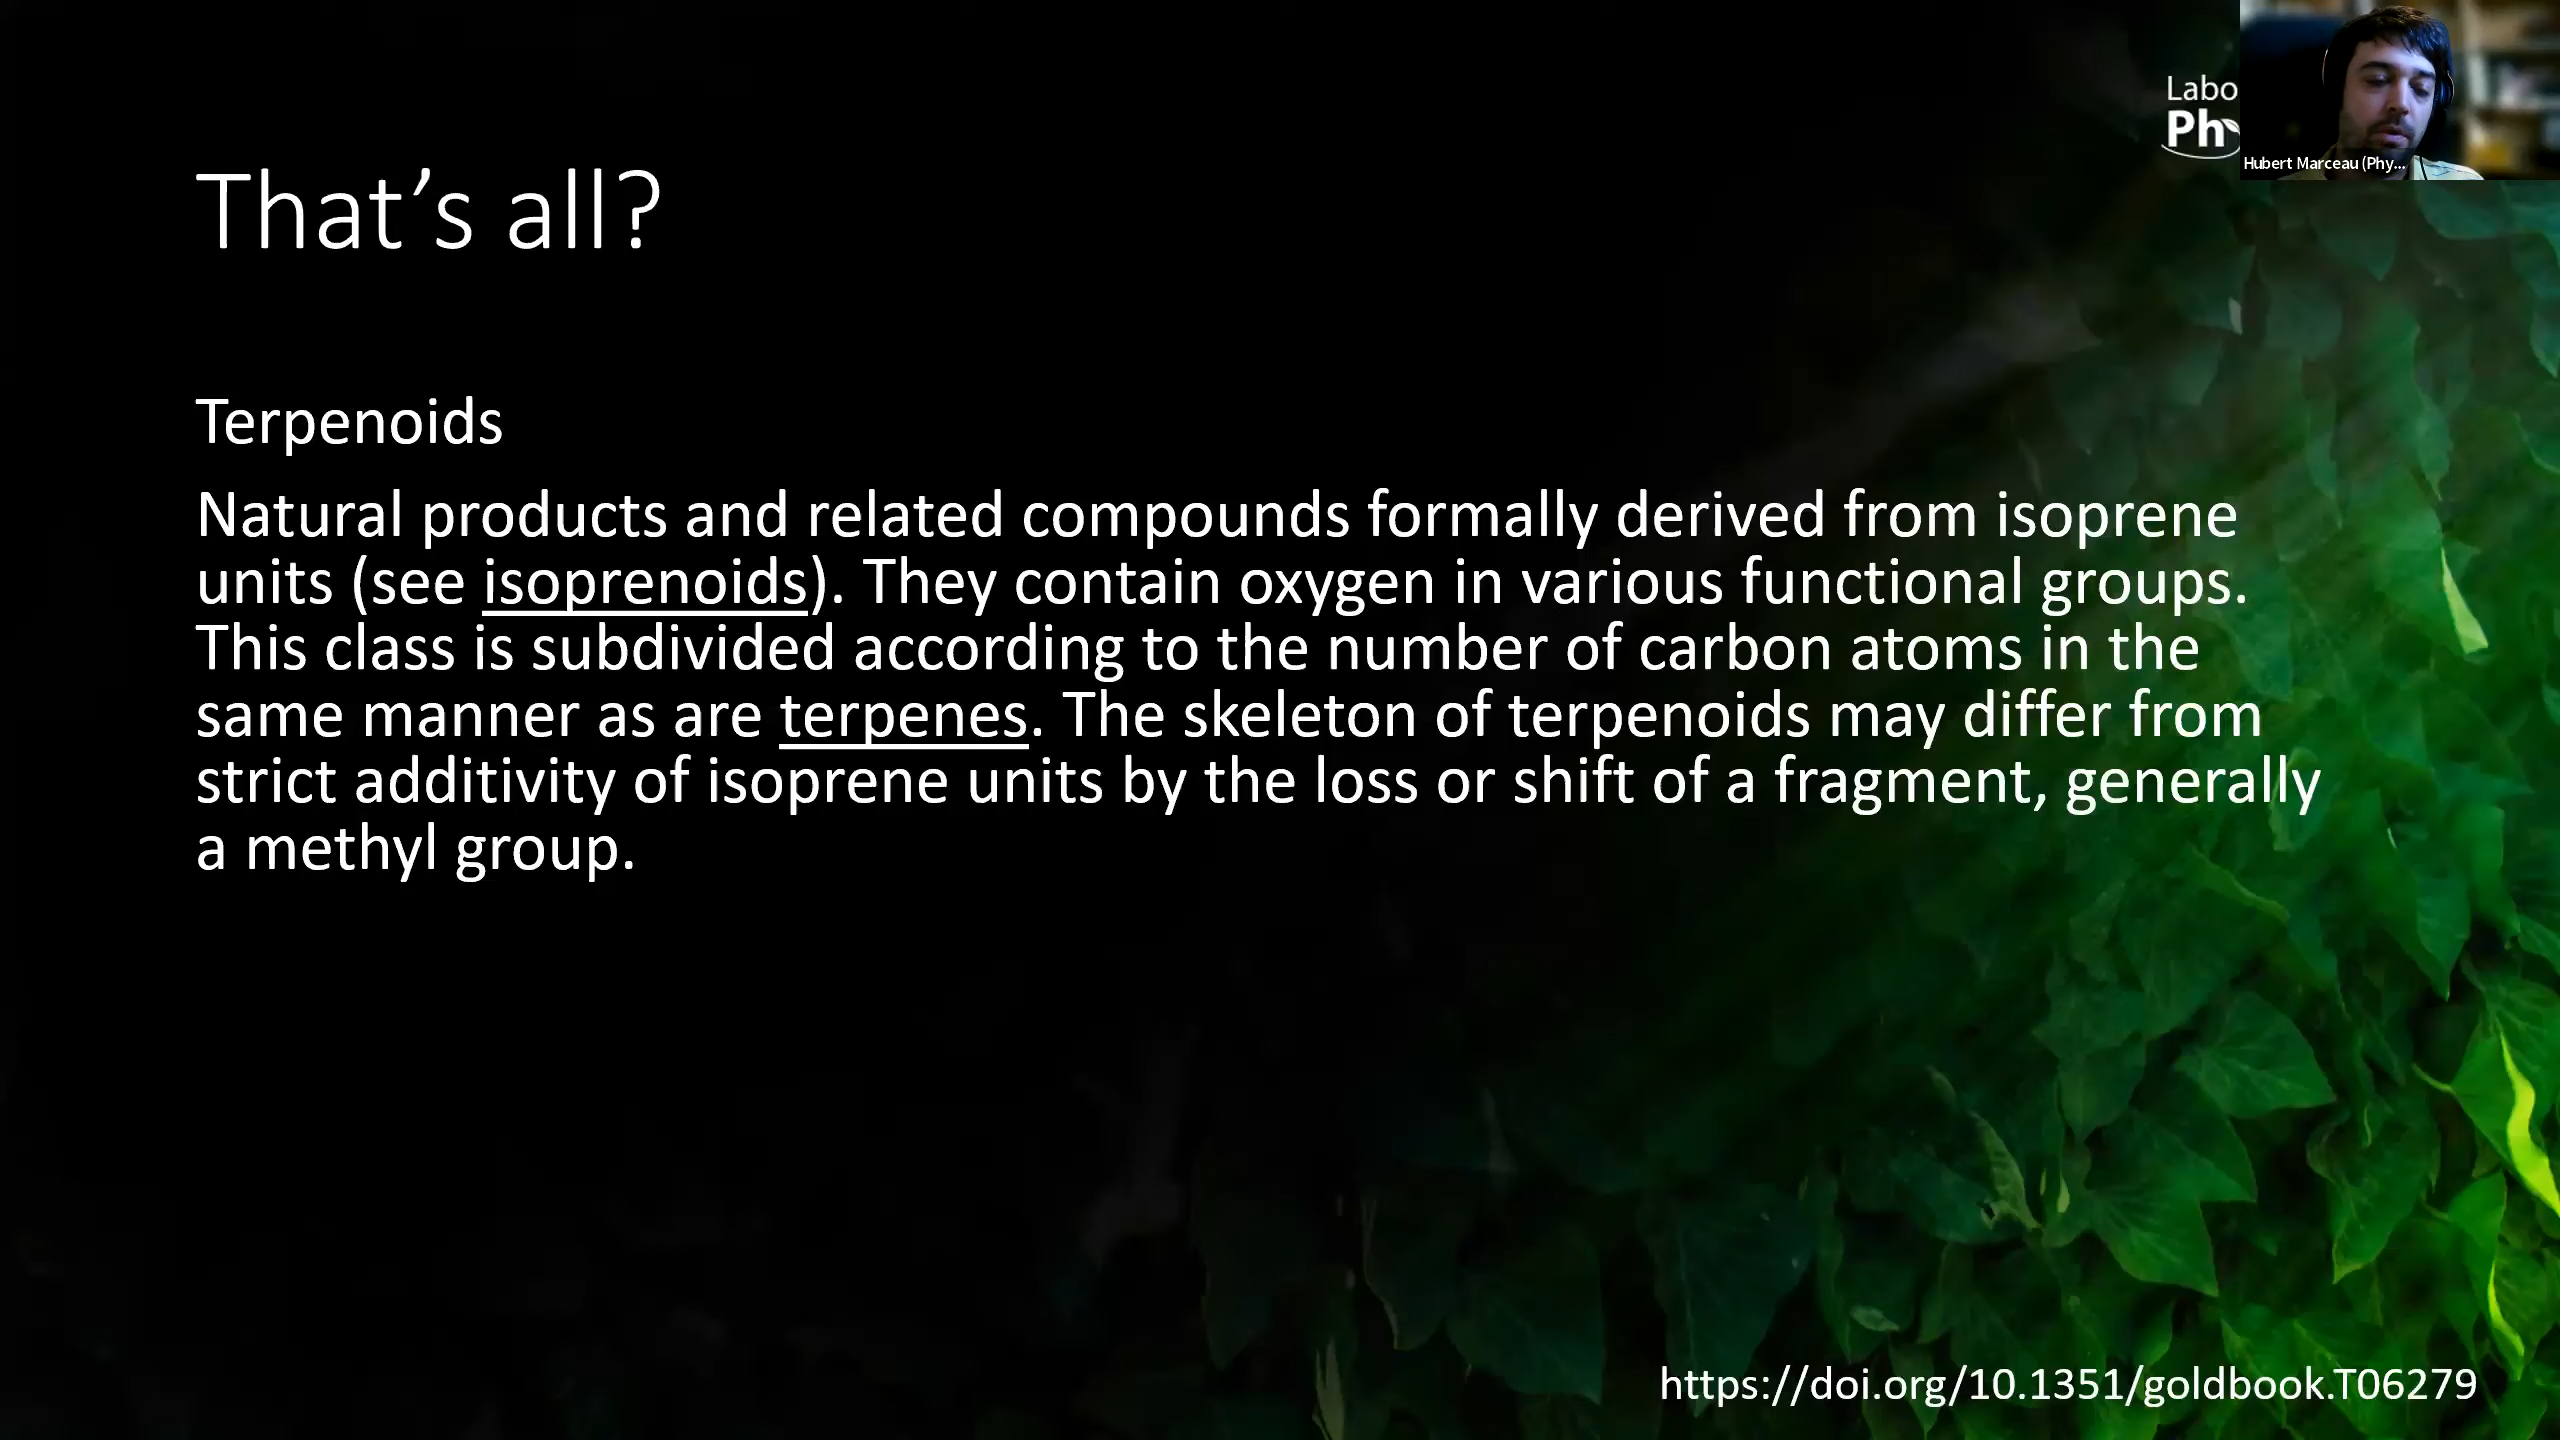 Labo
Ph
Hubert Marceau (Phy...
That’s all?
Terpenoids
Natural products and related compounds formally derived from isoprene
units (see isoprenoids). They contain oxygen in various functional groups.
This class is subdivided according to the number of carbon atoms in the
same manner as are terpenes. The skeleton of terpenoids may differ from
strict additivity of isoprene units by the loss or shift of a fragment, generally
a methyl group.
https://doi.org/10.1351/goldbook.T06279